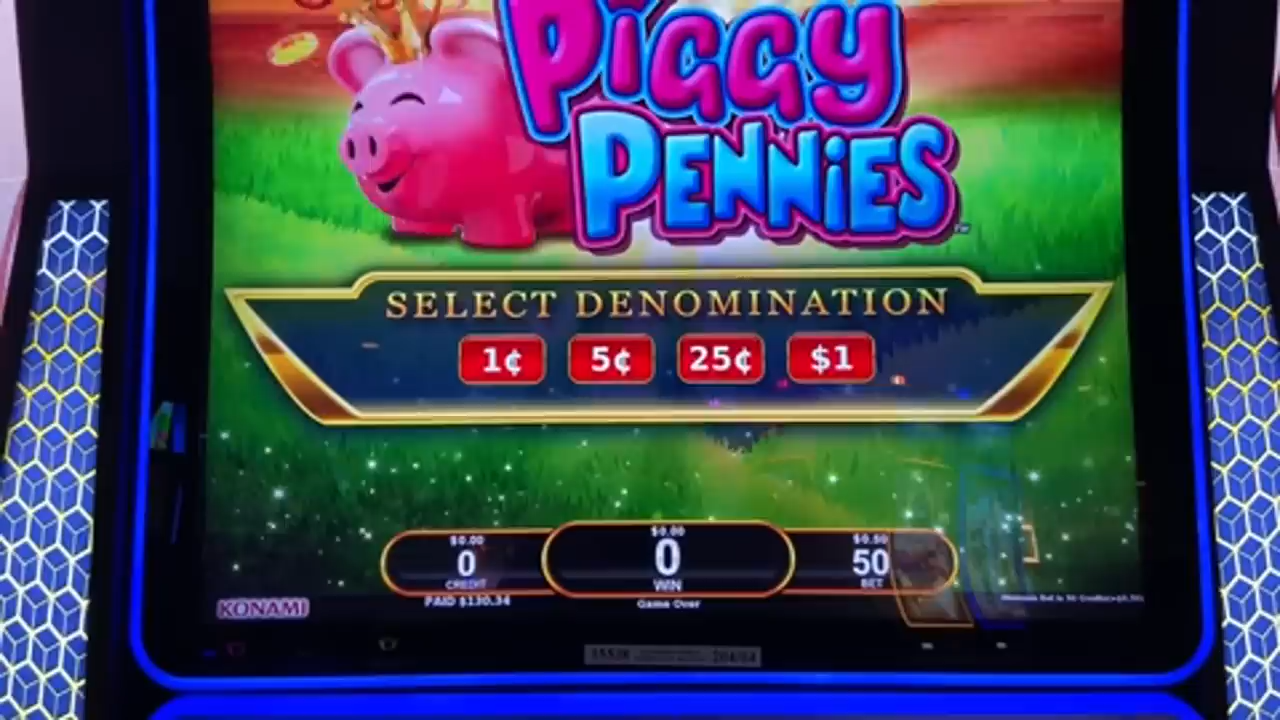 PiGGY
PENNiES
™
SELECT DENOMINATION
1¢ 5¢ 25¢ $1
$0.00 $0.00 $0.50
0 0 50
CREDIT WIN BET
PAID $130.34 Game Over
KONAMI